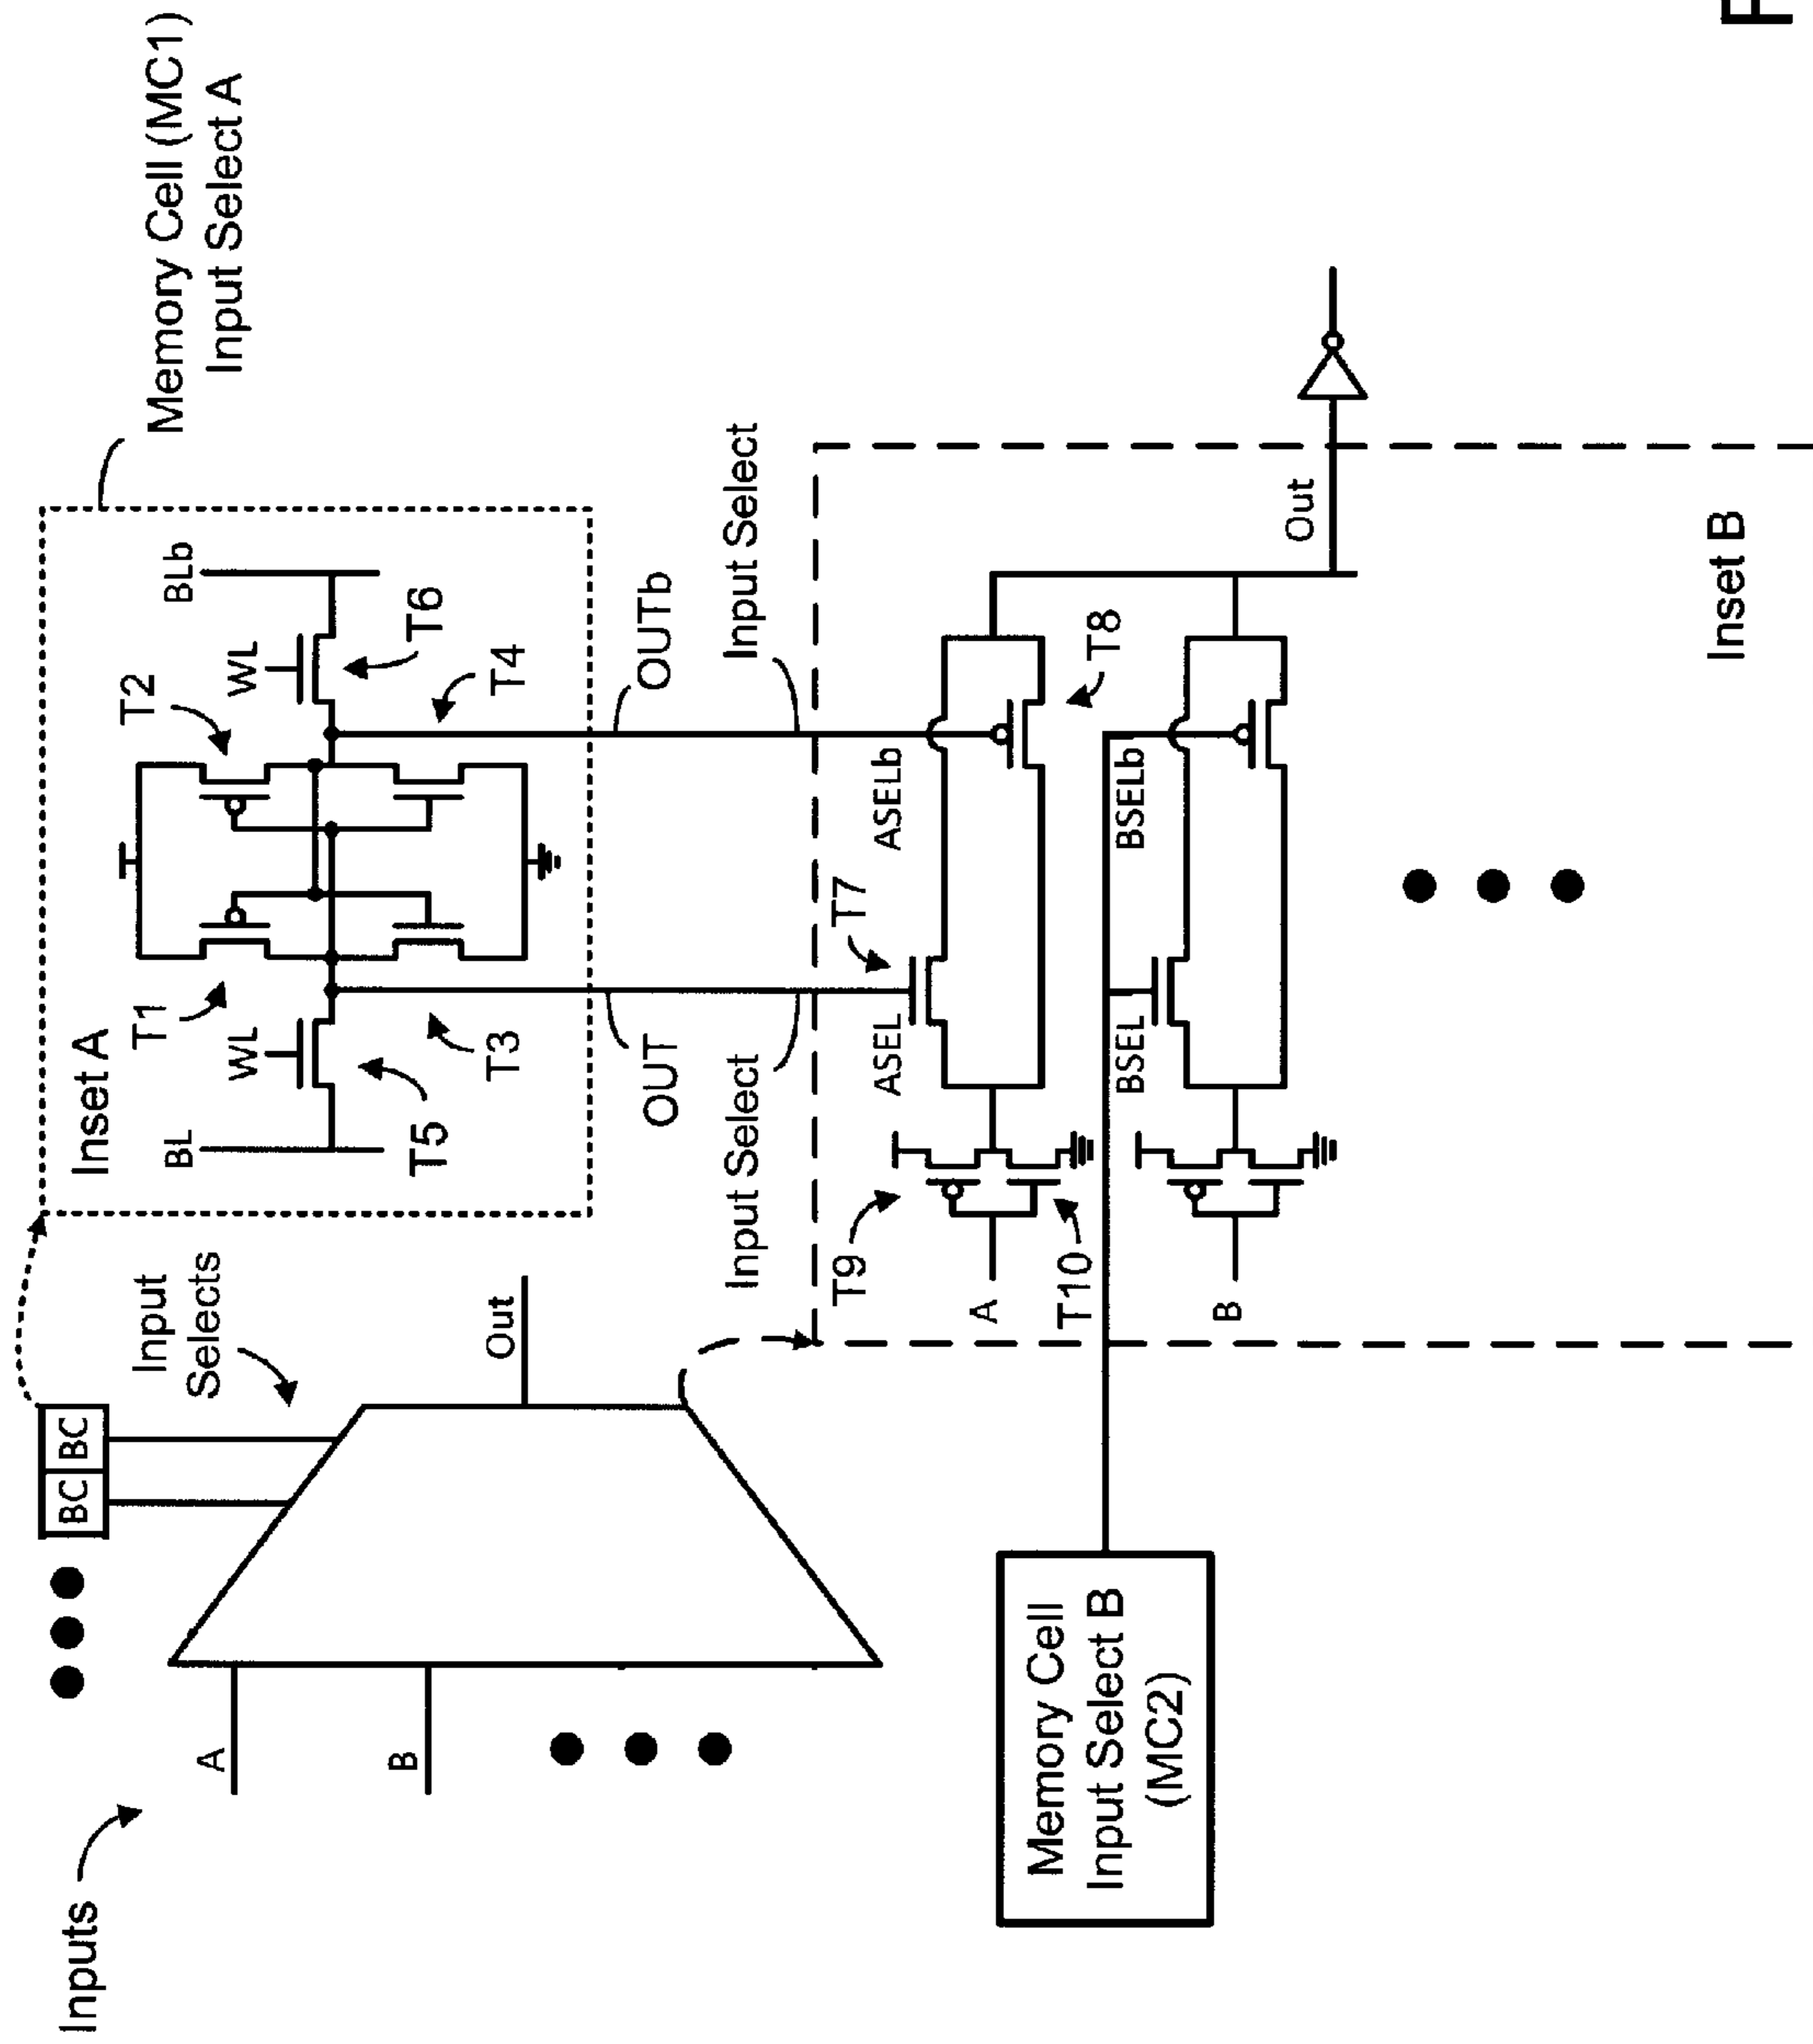 Memory Cell (MC1)
Input Select A
Inset A
BL
BLb
WL
WL
T1
T2
T3
T4
T5
T6
OUT
OUTb
Input Select
Input Select
BC
BC
Input
Selects
Inputs
A
B
Out
T7
T8
ASEL
ASELb
T9
T10
A
BSEL
BSELb
B
Out
Memory Cell
Input Select B
(MC2)
Inset B